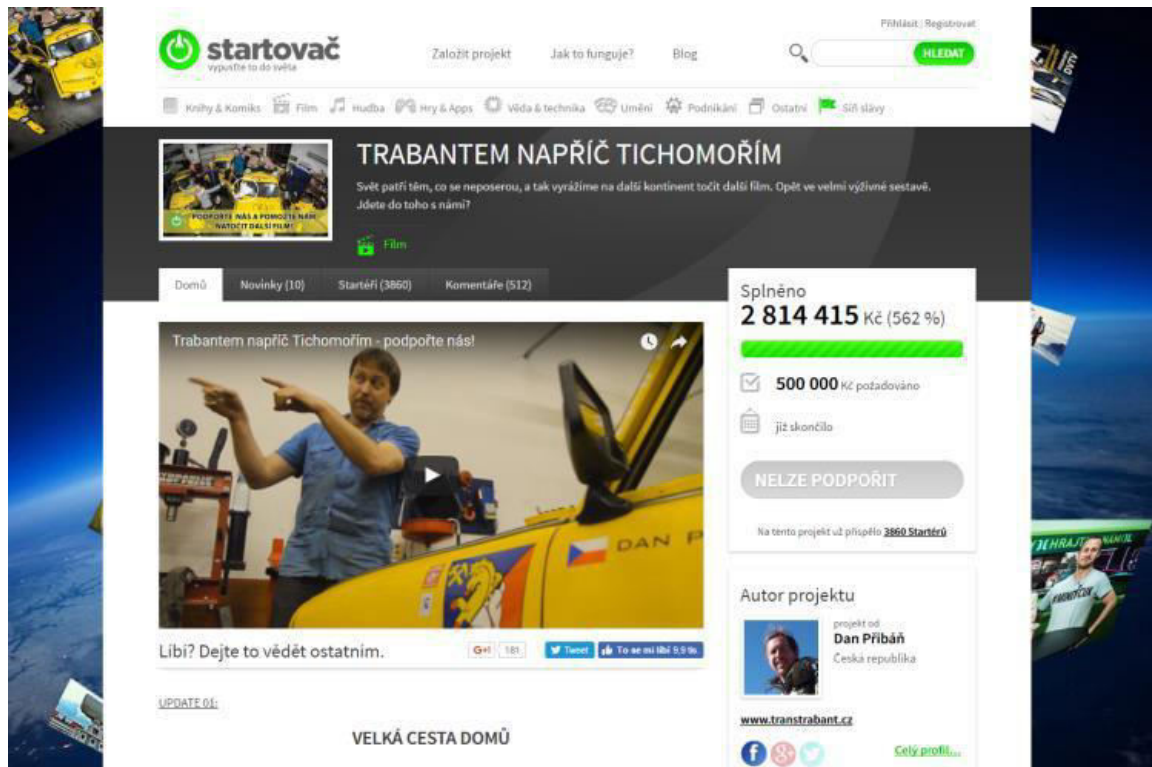 Přihlásit | Registrovat
startovač
vypusťte to do světa
Založit projekt
Jak to funguje?
Blog
HLEDAT
Knihy & Komiks
Film
Hudba
Hry & Apps
Věda & technika
Umění
Podnikání
Ostatní
Síň slávy
DVTV
TRABANTEM NAPŘÍČ TICHOMOŘÍM
Svět patří těm, co se neposerou, a tak vyrážíme na další kontinent točit další film. Opět ve velmi výživné sestavě.
Jdete do toho s námi?
PODPOŘTE NÁS A POMOZTE NÁM
NATOČIT DALŠÍ FILM!
Film
Domů
Novinky (10)
Startéři (3860)
Komentáře (512)
Trabantem napříč Tichomořím - podpořte nás!
DAN P
Líbí? Dejte to vědět ostatním.
G+1
181
Tweet
To se mi líbí 9,9 tis.
UPDATE 01:
VELKÁ CESTA DOMŮ
Splněno
2 814 415 Kč (562 %)
500 000 Kč požadováno
již skončilo
NELZE PODPOŘIT
Na tento projekt už přispělo 3860 Startérů
Autor projektu
projekt od
Dan Přibáň
Česká republika
www.transtrabant.cz
Celý profil...